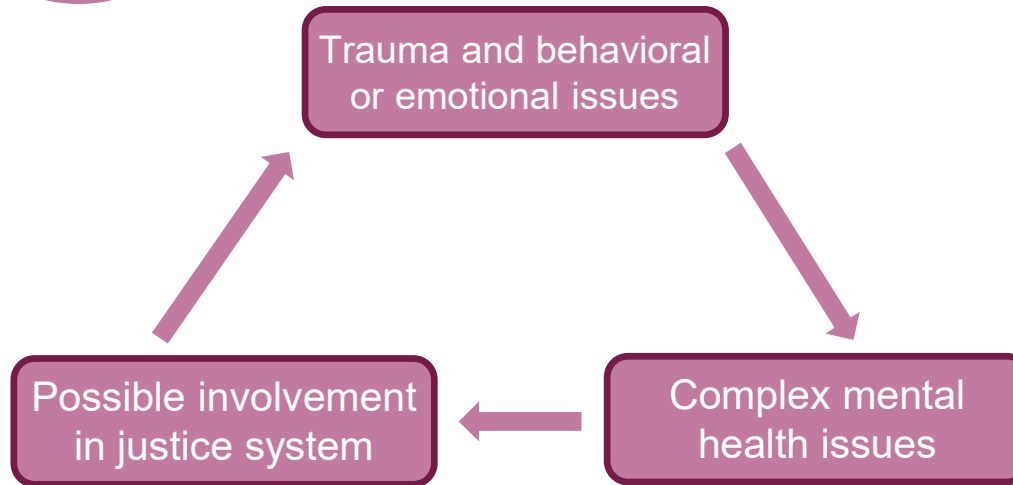 Trauma and behavioral
or emotional issues
Possible involvement
in justice system
Complex mental
health issues